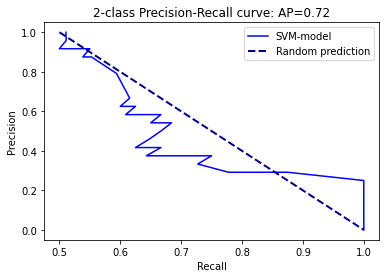 2-class Precision-Recall curve: AP=0.72
SVM-model
Random prediction
Precision
1.0
0.8
0.6
0.4
0.2
0.0
0.5 0.6 0.7 0.8 0.9 1.0
Recall